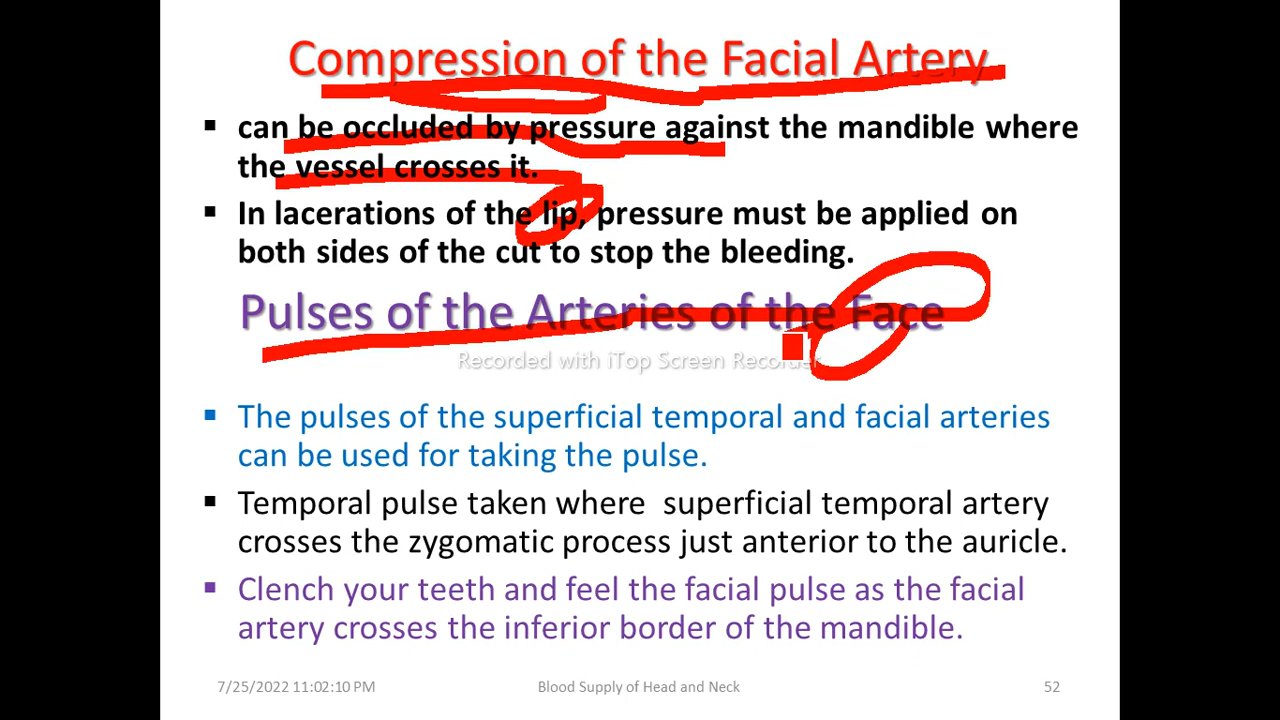 Compression of the Facial Artery
▪ can be occluded by pressure against the mandible where
the vessel crosses it.
▪ In lacerations of the lip, pressure must be applied on
both sides of the cut to stop the bleeding.
Pulses of the Arteries of the Face
Recorded with iTop Screen Recorder
▪ The pulses of the superficial temporal and facial arteries
can be used for taking the pulse.
▪ Temporal pulse taken where superficial temporal artery
crosses the zygomatic process just anterior to the auricle.
▪ Clench your teeth and feel the facial pulse as the facial
artery crosses the inferior border of the mandible.
7/25/2022 11:02:10 PM Blood Supply of Head and Neck 52